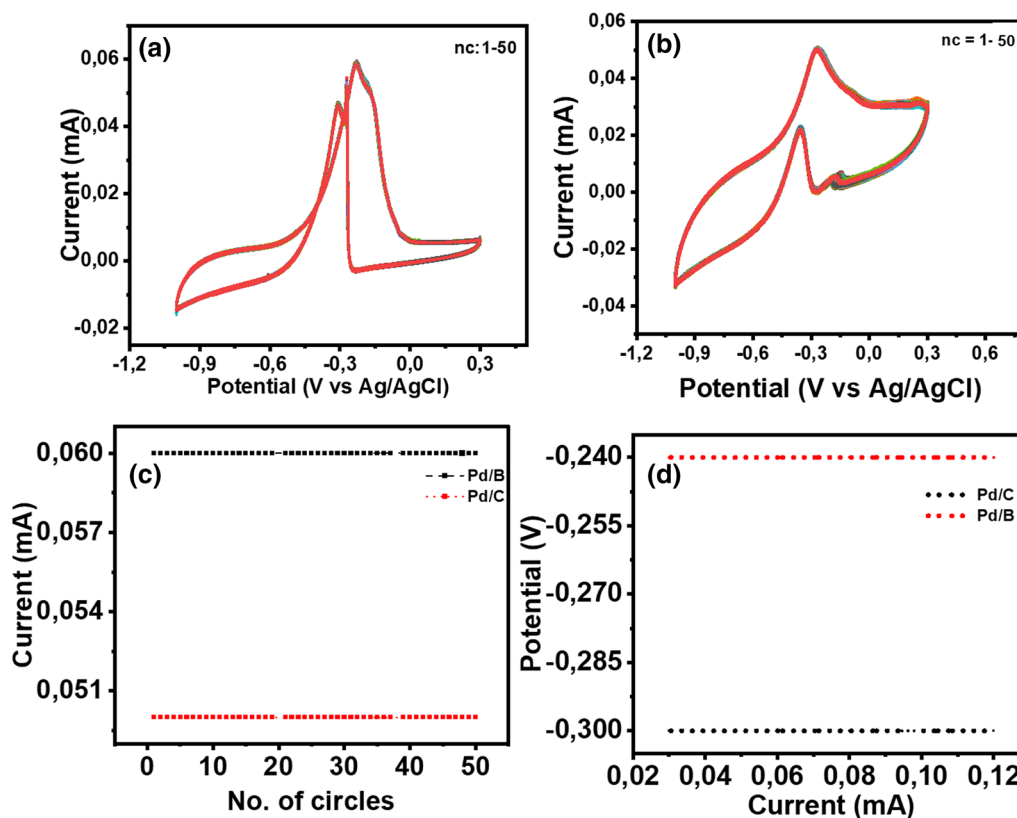 (a)
nc:1-50
0,06
0,04
0,02
0,00
-0,02
Current (mA)
-1,2 -0,9 -0,6 -0,3 0,0 0,3
Potential (V vs Ag/AgCl)
(b)
nc = 1- 50
0,04
0,02
0,00
-0,02
-0,04
Current (mA)
-1,2 -0,9 -0,6 -0,3 0,0 0,3 0,6
Potential (V vs Ag/AgCl)
(c)
Pd/B
Pd/C
0,060
0,057
0,054
0,051
Current (mA)
0 10 20 30 40 50
No. of circles
(d)
Pd/C
Pd/B
-0,240
-0,255
-0,270
-0,285
-0,300
Potential (V)
0,02 0,04 0,06 0,08 0,10 0,12
Current (mA)